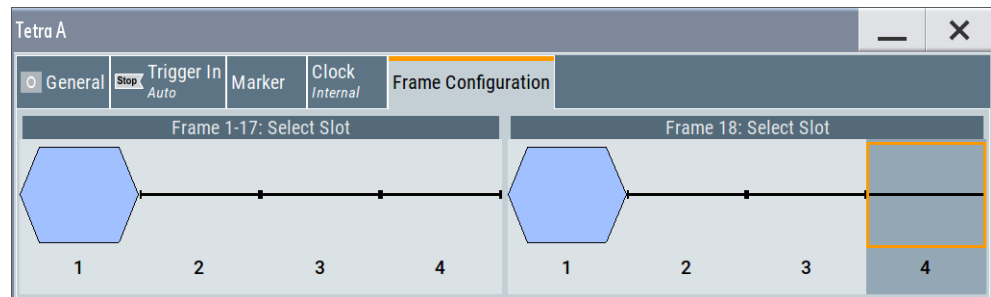 Tetra A
General
Stop
Trigger In
Auto
Marker
Clock
Internal
Frame Configuration
Frame 1-17: Select Slot
Frame 18: Select Slot
1 2 3 4 1 2 3 4